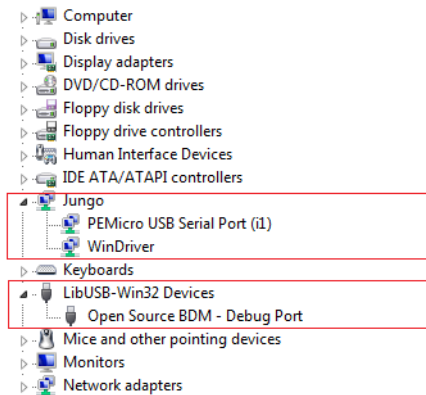 Computer
Disk drives
Display adapters
DVD/CD-ROM drives
Floppy disk drives
Floppy drive controllers
Human Interface Devices
IDE ATA/ATAPI controllers
Jungo
PEMicro USB Serial Port (i1)
WinDriver
Keyboards
LibUSB-Win32 Devices
Open Source BDM - Debug Port
Mice and other pointing devices
Monitors
Network adapters